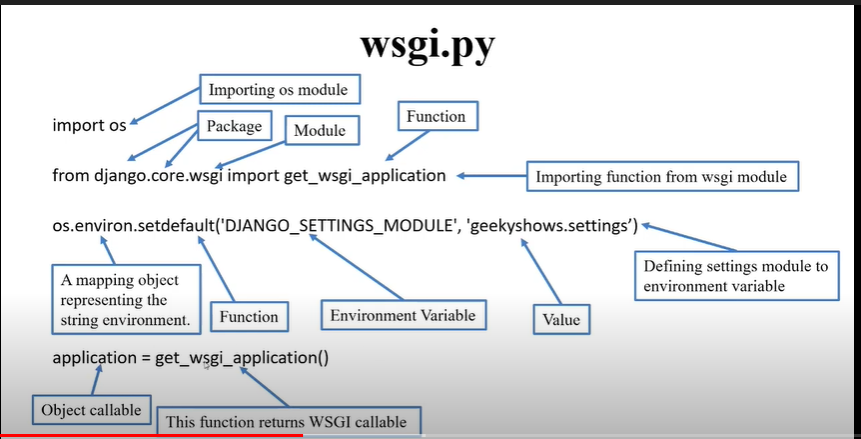 wsgi.py
Importing os module
import os
Package
Module
Function
from django.core.wsgi import get_wsgi_application
Importing function from wsgi module
os.environ.setdefault('DJANGO_SETTINGS_MODULE', 'geekyshows.settings’)
A mapping object
representing the
string environment.
Function
Environment Variable
Value
Defining settings module to
environment variable
application = get_wsgi_application()
Object callable
This function returns WSGI callable